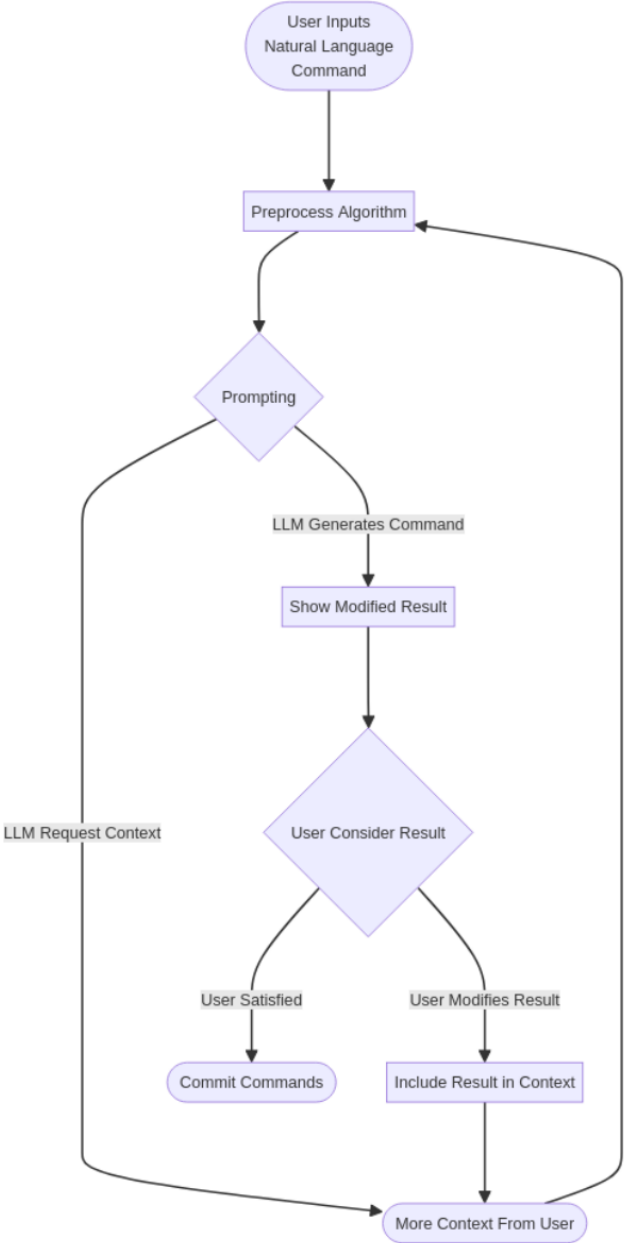 User Inputs
Natural Language
Command
Preprocess Algorithm
Prompting
LLM Generates Command
Show Modified Result
LLM Request Context
User Consider Result
User Satisfied
User Modifies Result
Commit Commands
Include Result in Context
More Context From User